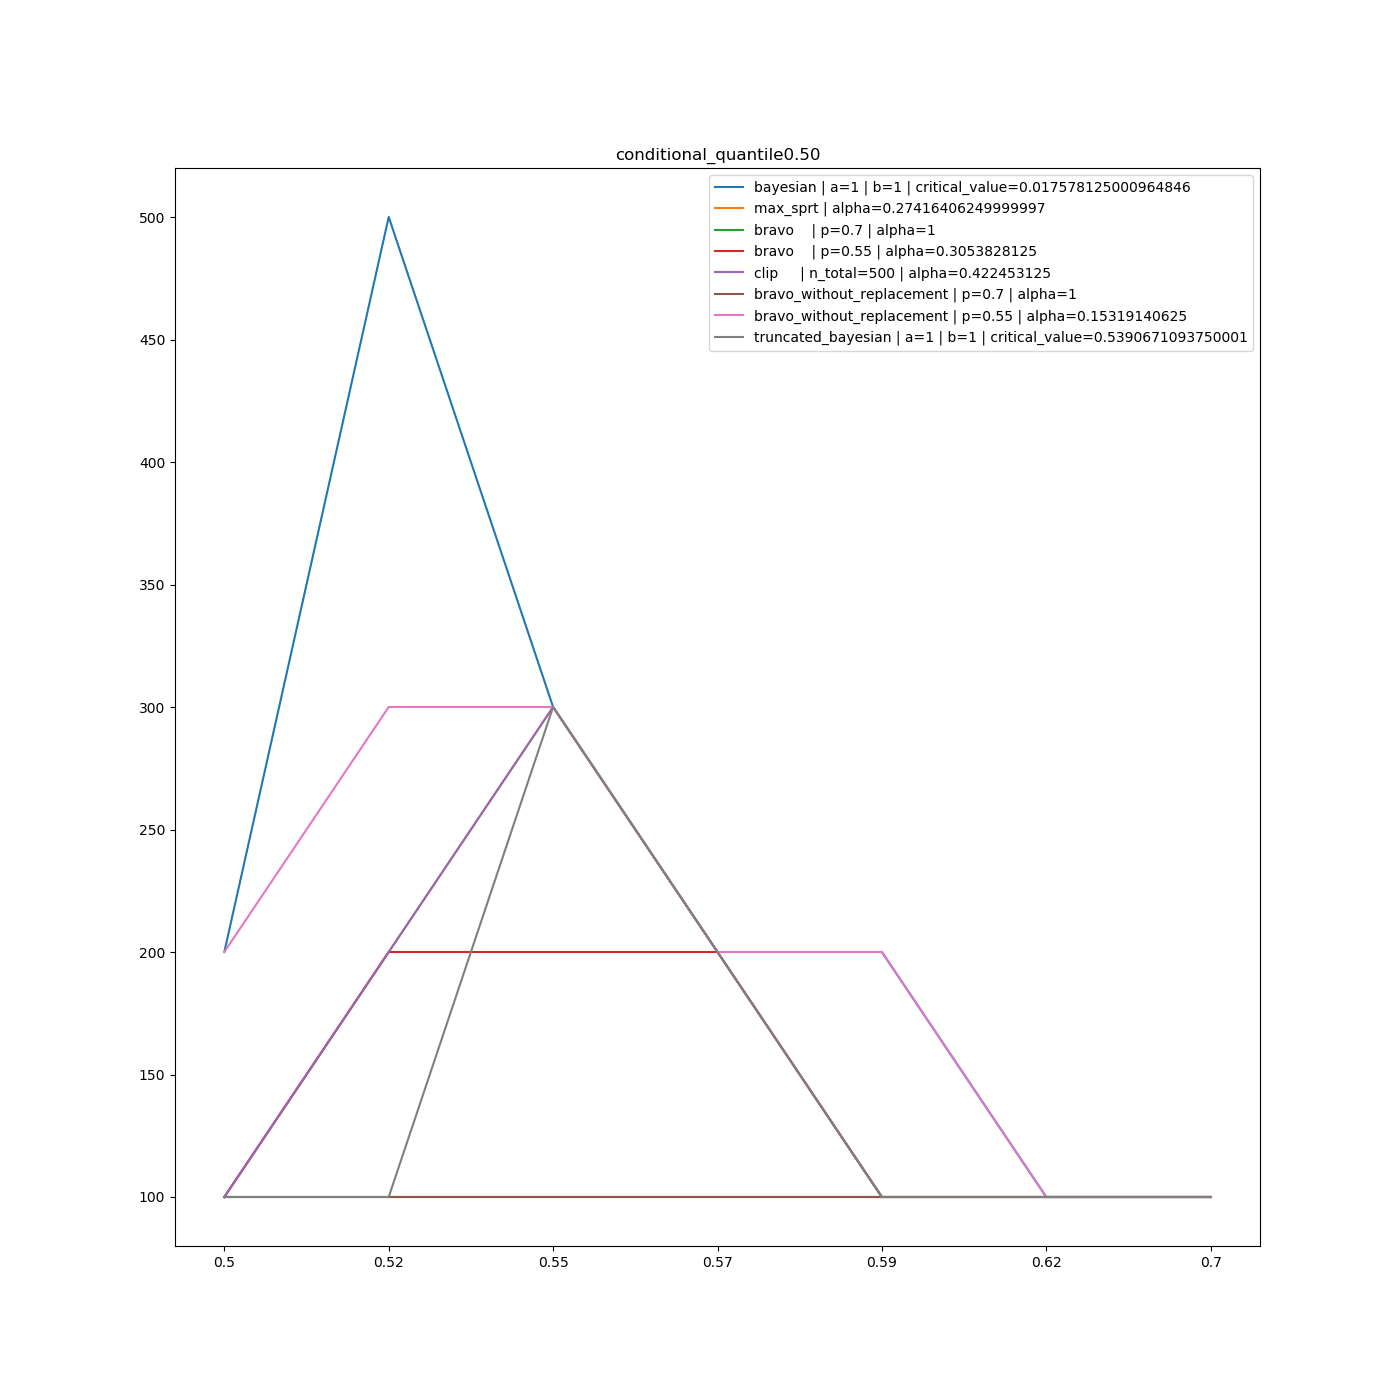 conditional_quantile0.50
bayesian | a=1 | b=1 | critical_value=0.017578125000964846
max_sprt | alpha=0.27416406249999997
bravo    | p=0.7 | alpha=1
bravo    | p=0.55 | alpha=0.3053828125
clip     | n_total=500 | alpha=0.422453125
bravo_without_replacement | p=0.7 | alpha=1
bravo_without_replacement | p=0.55 | alpha=0.15319140625
truncated_bayesian | a=1 | b=1 | critical_value=0.5390671093750001
500
450
400
350
300
250
200
150
100
0.5 0.52 0.55 0.57 0.59 0.62 0.7